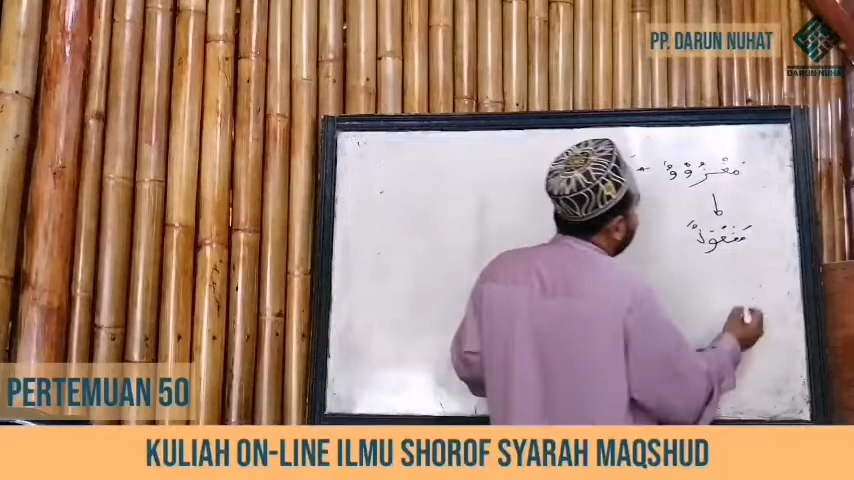 PP. DARUN NUHAT
DARUN NUHAT
مَغْزُوْوٌ
مَفْعُوْلٌ
PERTEMUAN 50
KULIAH ON-LINE ILMU SHOROF SYARAH MAQSHUD